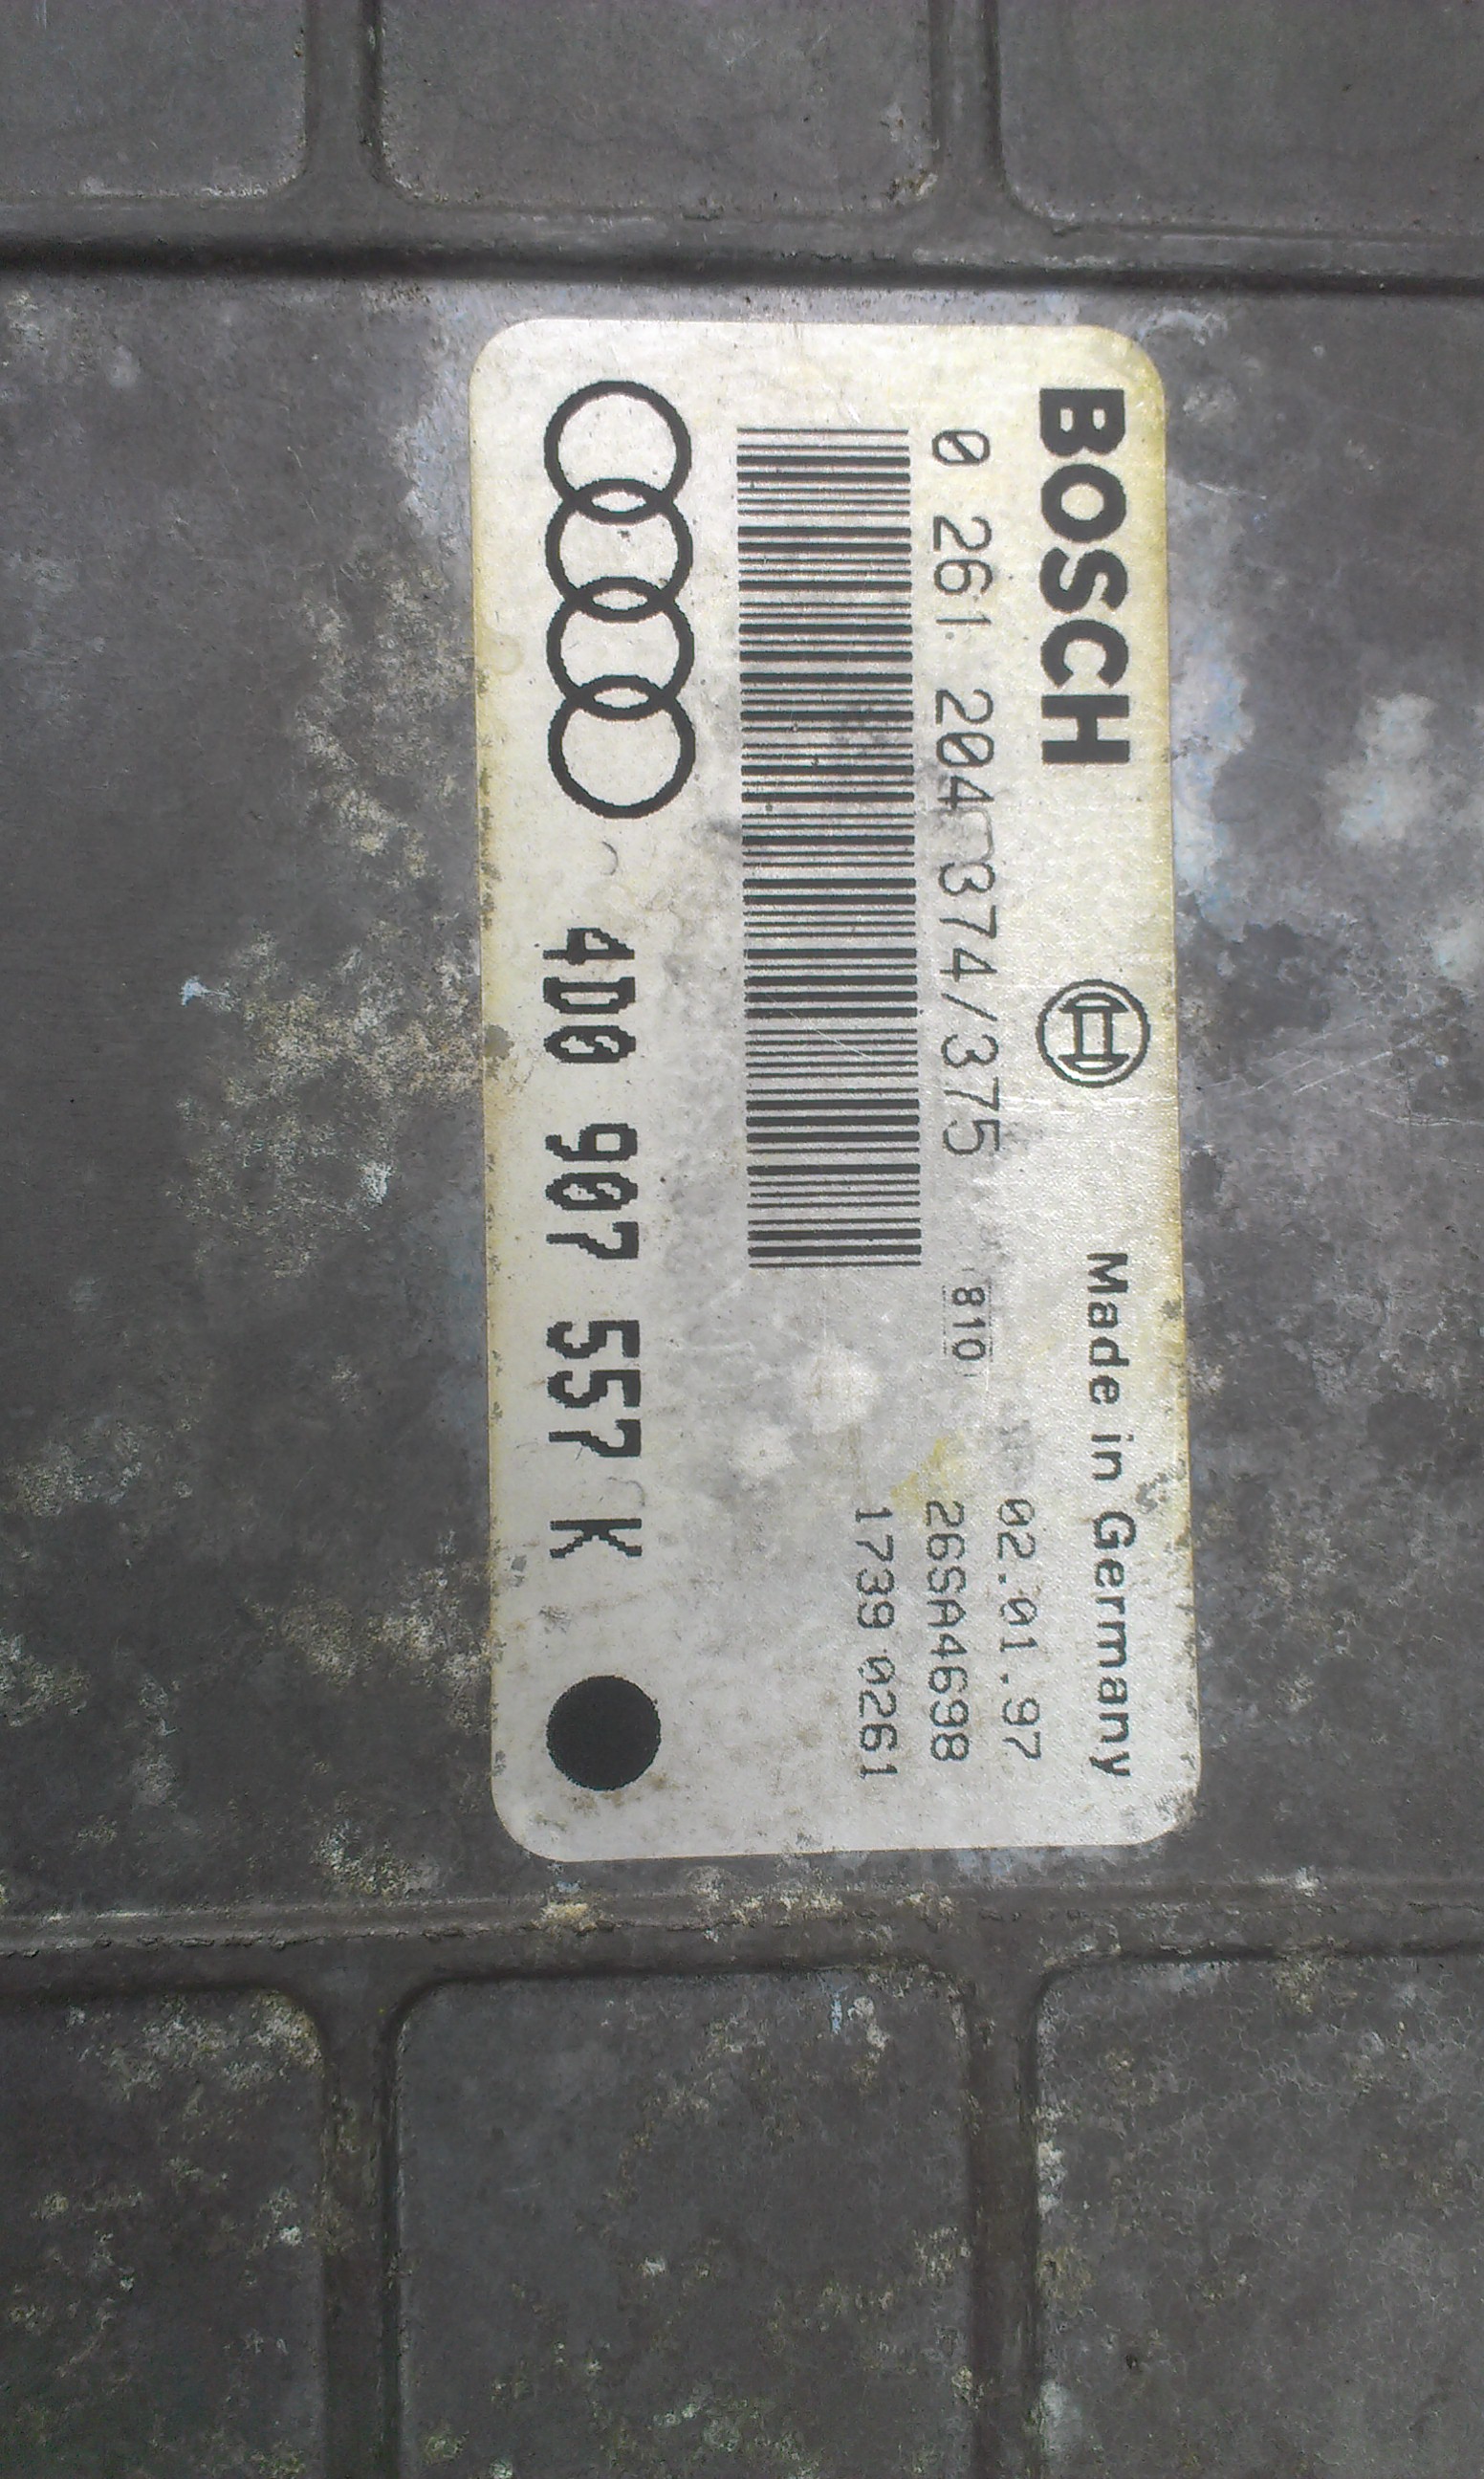 BOSCH Made in Germany
02.01.97
0 261 204 374/375 810 26SA4698
1739 0261
4D0 907 557 K